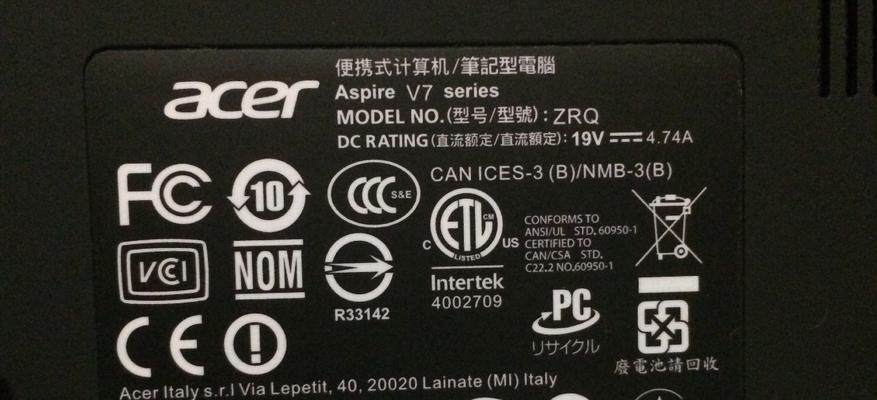 acer
便携式计算机/筆記型電腦
Aspire V7 series
MODEL NO.(型号/型號): ZRQ
DC RATING(直流额定/直流額定): 19V 4.74A
FC
10
CCC S&E
CAN ICES-3 (B)/NMB-3(B)
C ETL CM US
LISTED
Intertek
4002709
CONFORMS TO
ANSI/UL STD. 60950-1
CERTIFIED TO
CAN/CSA STD.
C22.2 NO.60950-1
VCI
NOM
R33142
PC
リサイクル
廢電池請回收
CE
!
Acer Italy s.r.l Via Lepetit, 40, 20020 Lainate (MI) Italy